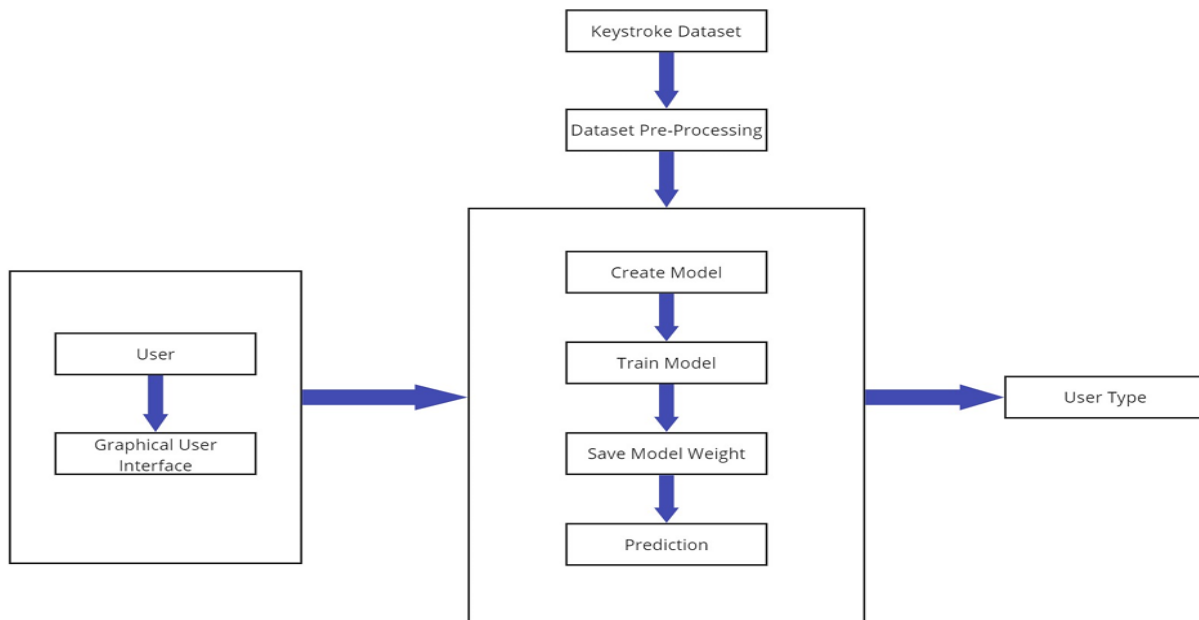 Keystroke Dataset
Dataset Pre-Processing
Create Model
Train Model
Save Model Weight
Prediction
User
Graphical User
Interface
User Type